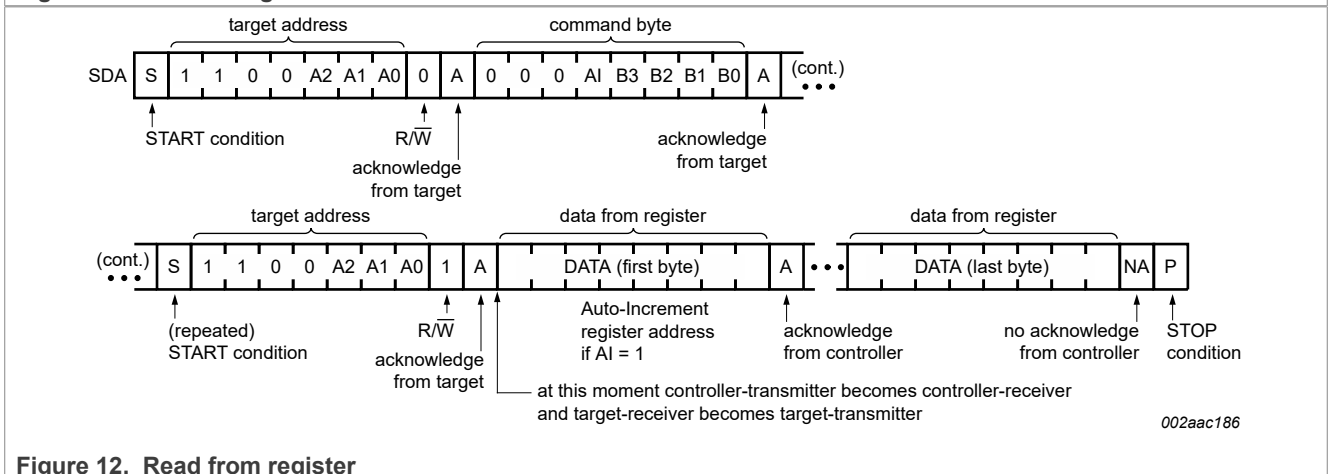 target address command byte
SDA S 1 1 0 0 A2 A1 A0 0 A 0 0 0 AI B3 B2 B1 B0 A (cont.)
START condition R/W̅ acknowledge
acknowledge from target
from target
target address data from register data from register
(cont.) S 1 1 0 0 A2 A1 A0 1 A DATA (first byte) A DATA (last byte) NA P
(repeated)
START condition
R/W̅
acknowledge
from target
Auto-Increment
register address
if AI = 1
acknowledge
from controller
no acknowledge
from controller
STOP
condition
at this moment controller-transmitter becomes controller-receiver
and target-receiver becomes target-transmitter
002aac186
Figure 12. Read from register